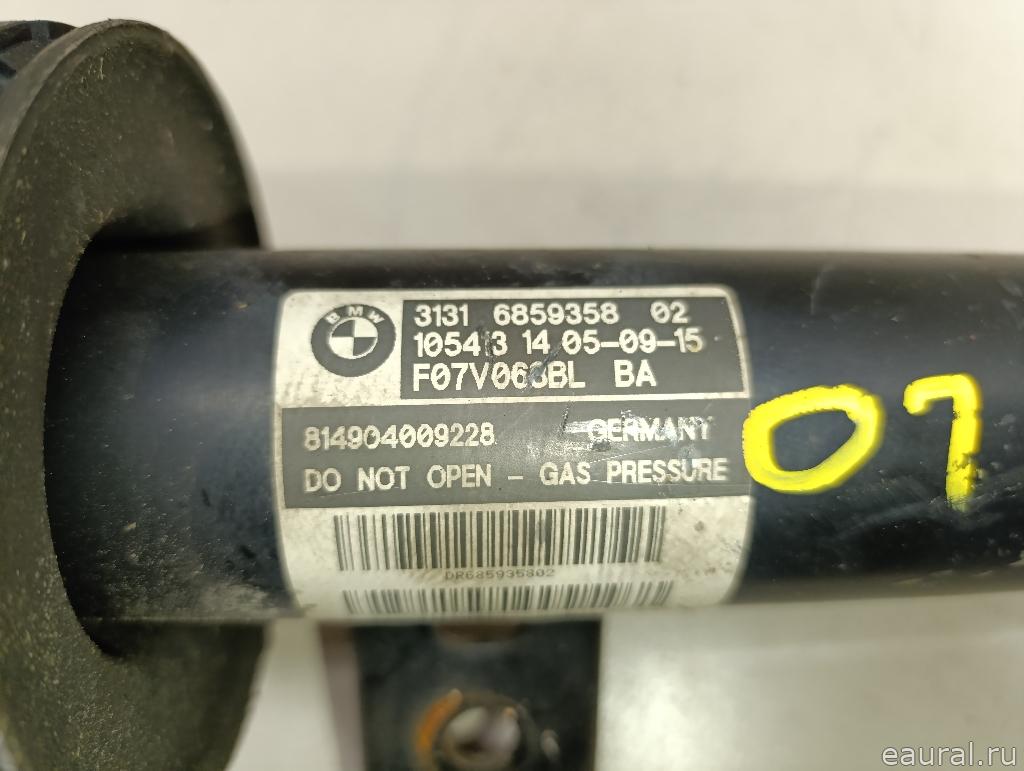 BMW
3131 6859358 02
105413 14 05-09-15
F07V066BL BA
814904009228 GERMANY
DO NOT OPEN - GAS PRESSURE
DR685935802
07
eaural.ru